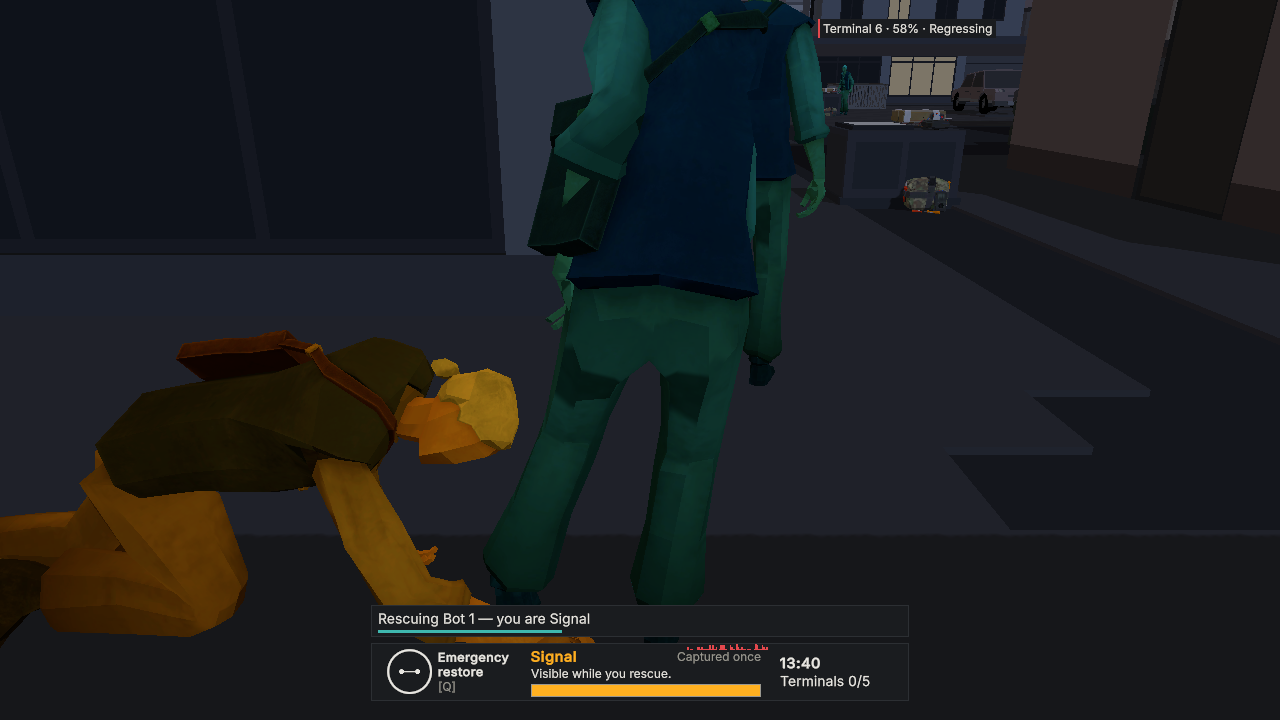 Terminal 6 · 58% · Regressing
Rescuing Bot 1 — you are Signal
Emergency restore
[Q]
Signal
Captured once
Visible while you rescue.
13:40
Terminals 0/5